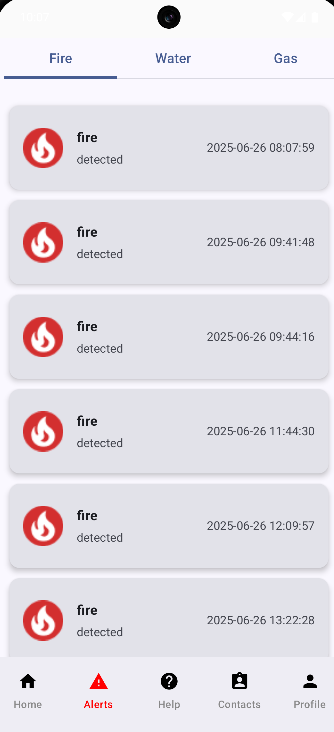 Fire Water Gas
fire
detected
2025-06-26 08:07:59
fire
detected
2025-06-26 09:41:48
fire
detected
2025-06-26 09:44:16
fire
detected
2025-06-26 11:44:30
fire
detected
2025-06-26 12:09:57
fire
detected
2025-06-26 13:22:28
Home Alerts Help Contacts Profile